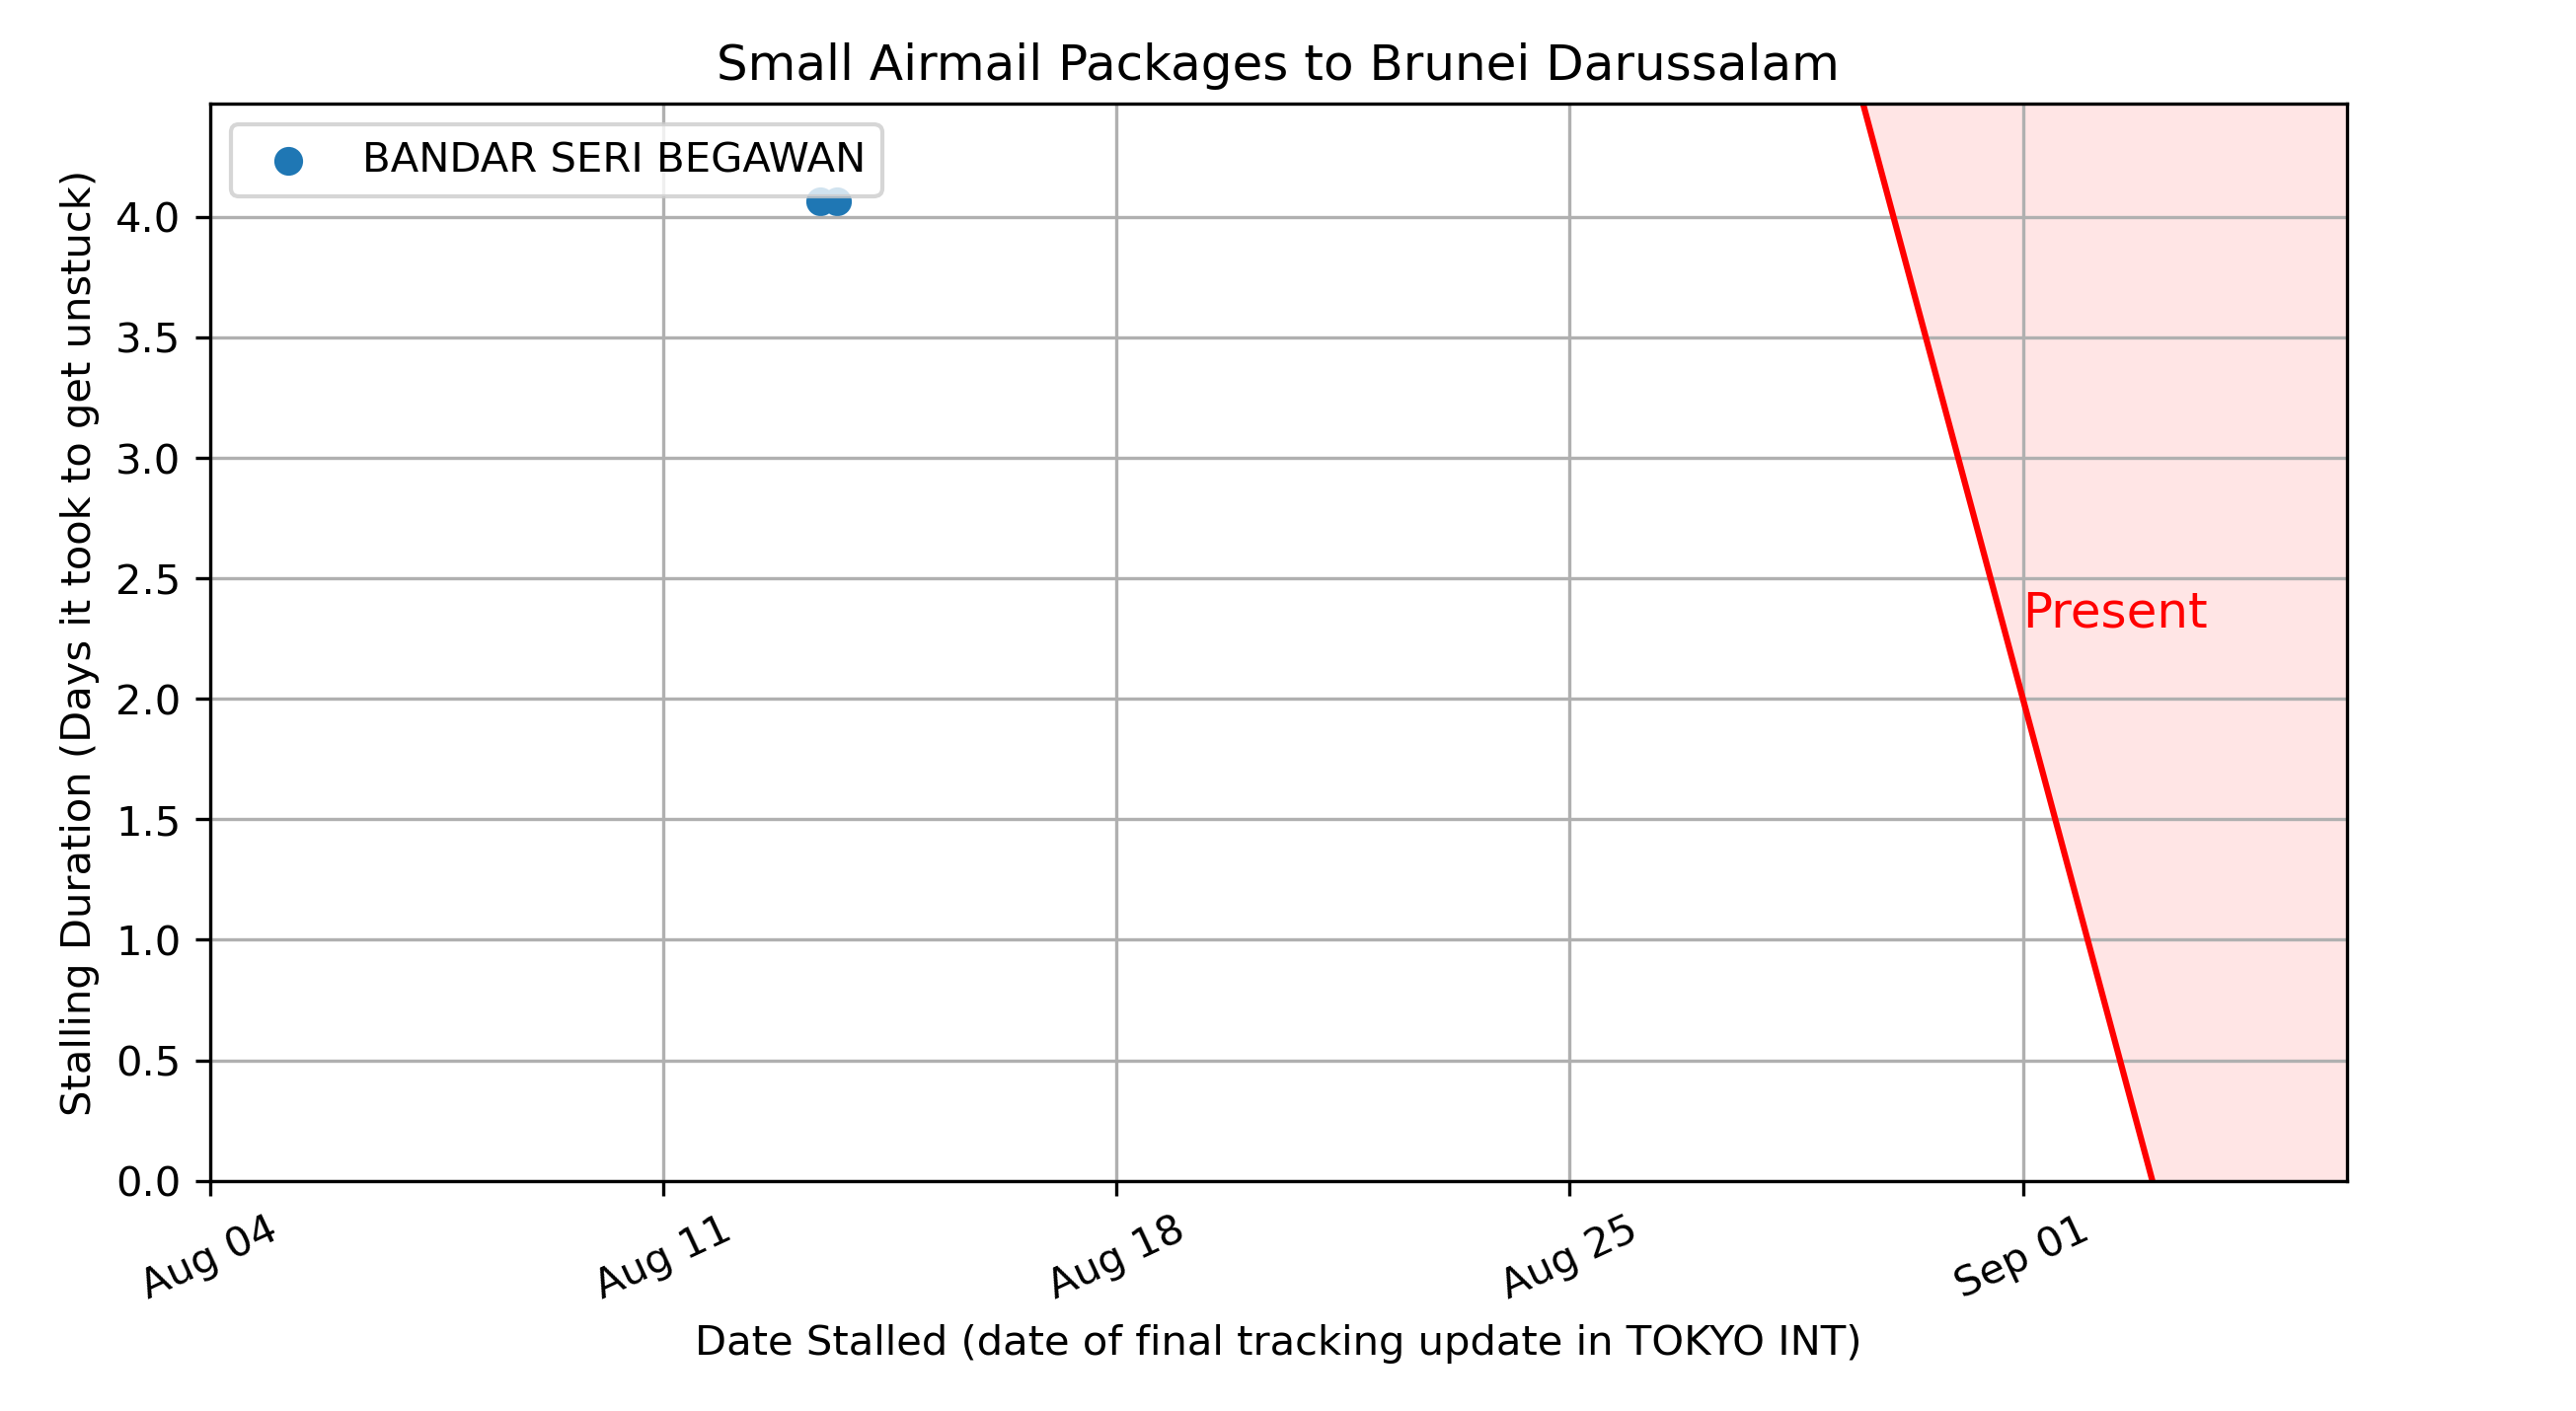 Small Airmail Packages to Brunei Darussalam
BANDAR SERI BEGAWAN
Stalling Duration (Days it took to get unstuck)
4.0
3.5
3.0
2.5
2.0
1.5
1.0
0.5
0.0
Present
Aug 04
Aug 11
Aug 18
Aug 25
Sep 01
Date Stalled (date of final tracking update in TOKYO INT)